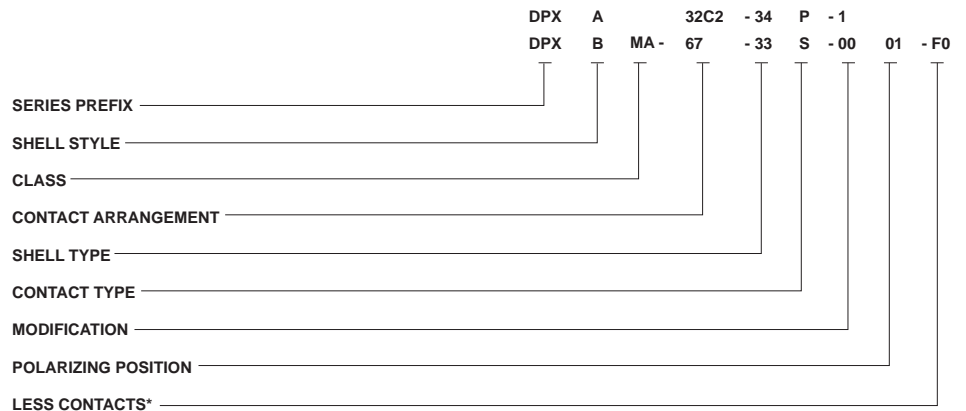 DPX A 32C2 - 34 P - 1
DPX B MA - 67 - 33 S - 00 01 - F0
SERIES PREFIX
SHELL STYLE
CLASS
CONTACT ARRANGEMENT
SHELL TYPE
CONTACT TYPE
MODIFICATION
POLARIZING POSITION
LESS CONTACTS*